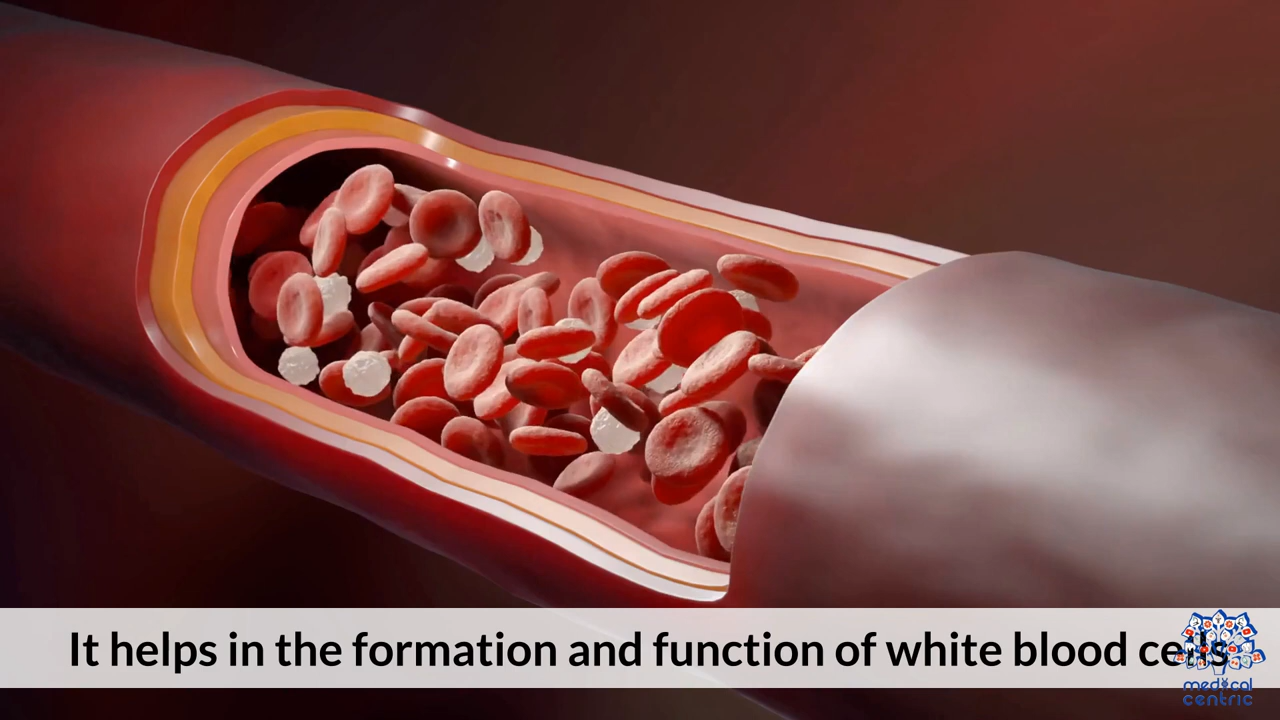 It helps in the formation and function of white blood cells
medical
centric